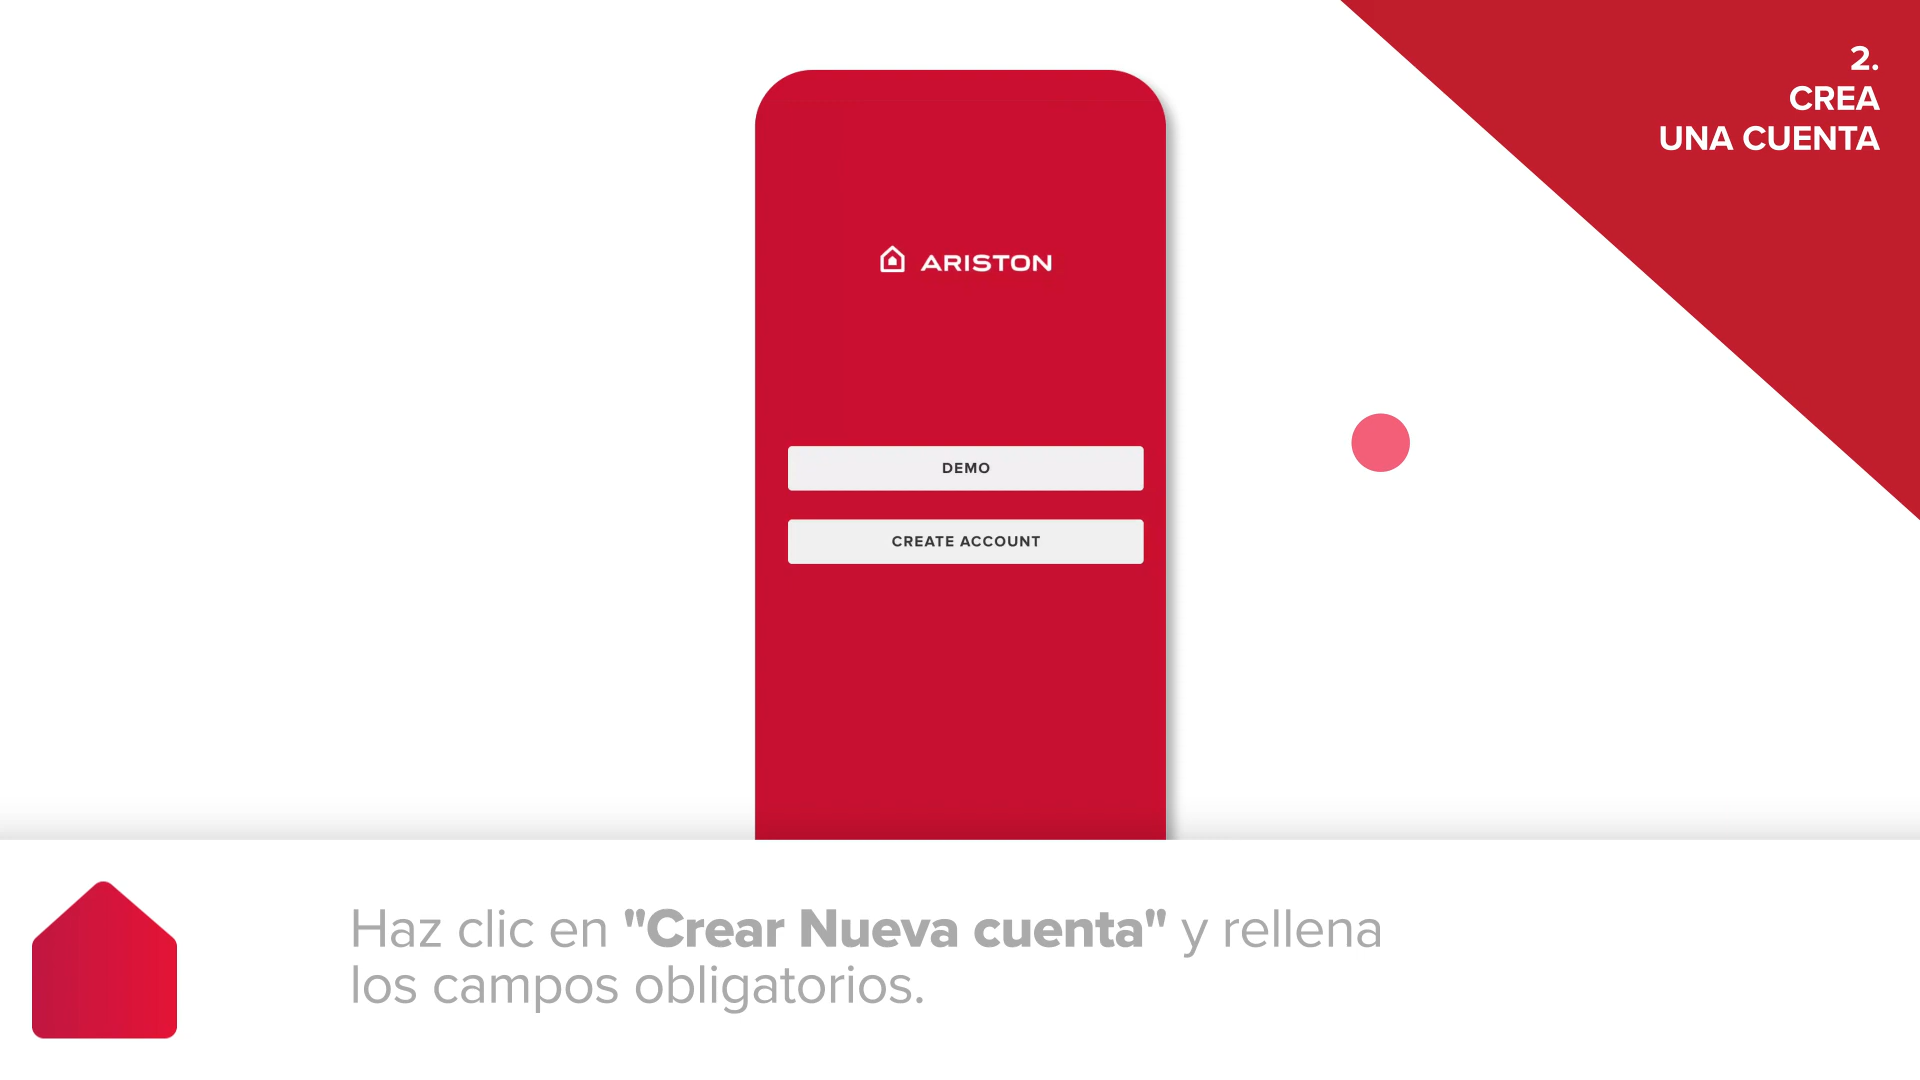 2.
CREA
UNA CUENTA
ARISTON
DEMO
CREATE ACCOUNT
Haz clic en "Crear Nueva cuenta" y rellena
los campos obligatorios.